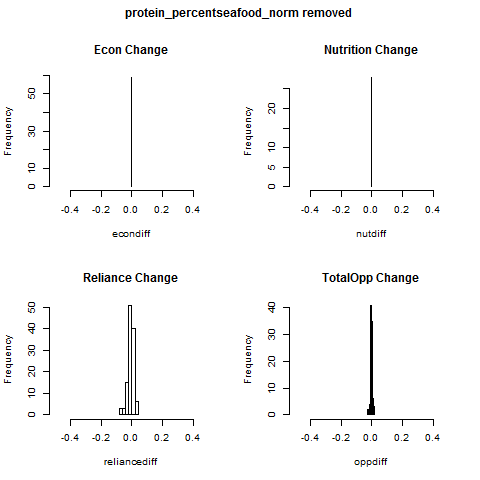 protein_percentseafood_norm removed
Econ Change
Frequency
0 10 30 50
-0.4 -0.2 0.0 0.2 0.4
econdiff
Nutrition Change
Frequency
0 5 10 20
-0.4 -0.2 0.0 0.2 0.4
nutdiff
Reliance Change
Frequency
0 10 20 30 40 50
-0.4 -0.2 0.0 0.2 0.4
reliancediff
TotalOpp Change
Frequency
0 10 20 30 40
-0.4 -0.2 0.0 0.2 0.4
oppdiff